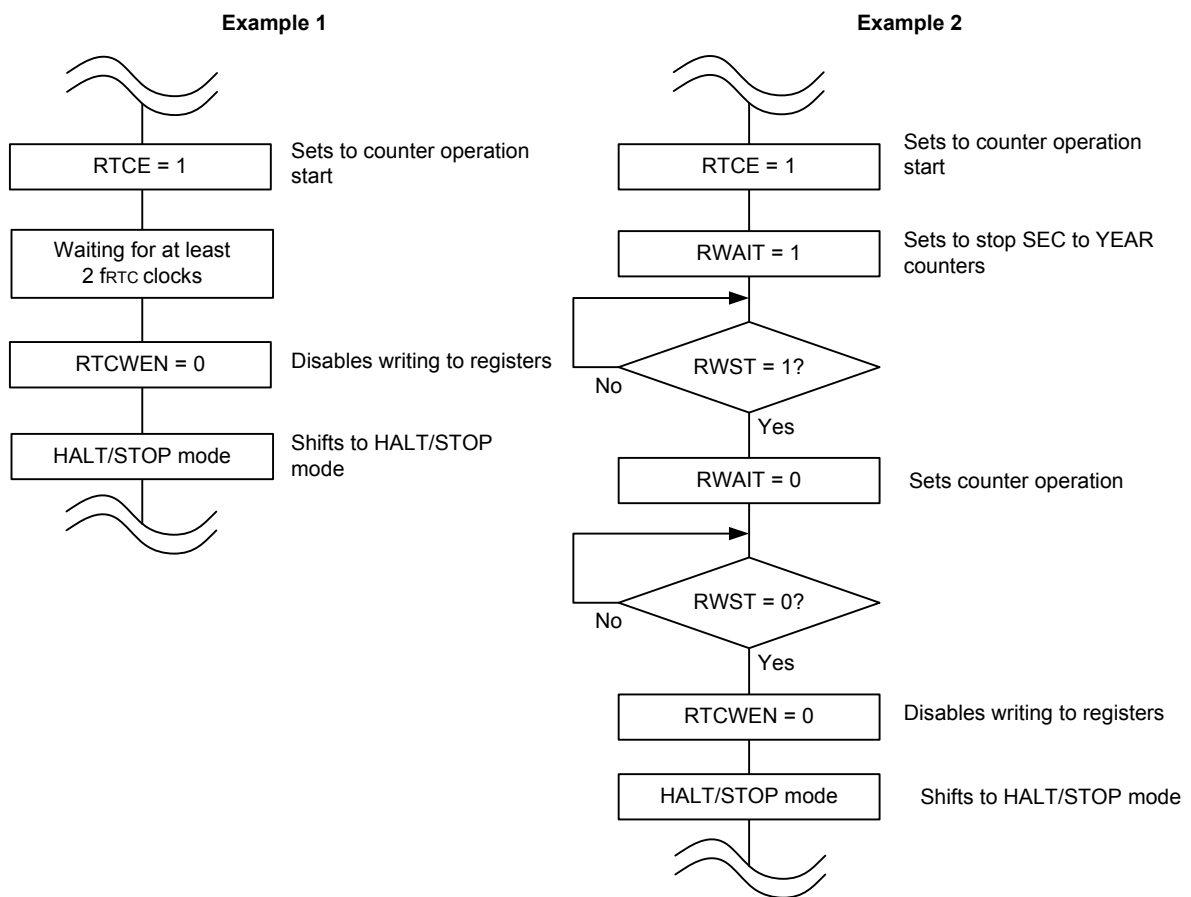 Example 1
RTCE = 1
Sets to counter operation
start
Waiting for at least
2 fRTC clocks
RTCWEN = 0
Disables writing to registers
HALT/STOP mode
Shifts to HALT/STOP
mode
Example 2
RTCE = 1
Sets to counter operation
start
RWAIT = 1
Sets to stop SEC to YEAR
counters
RWST = 1?
No
Yes
RWAIT = 0
Sets counter operation
RWST = 0?
No
Yes
RTCWEN = 0
Disables writing to registers
HALT/STOP mode
Shifts to HALT/STOP mode